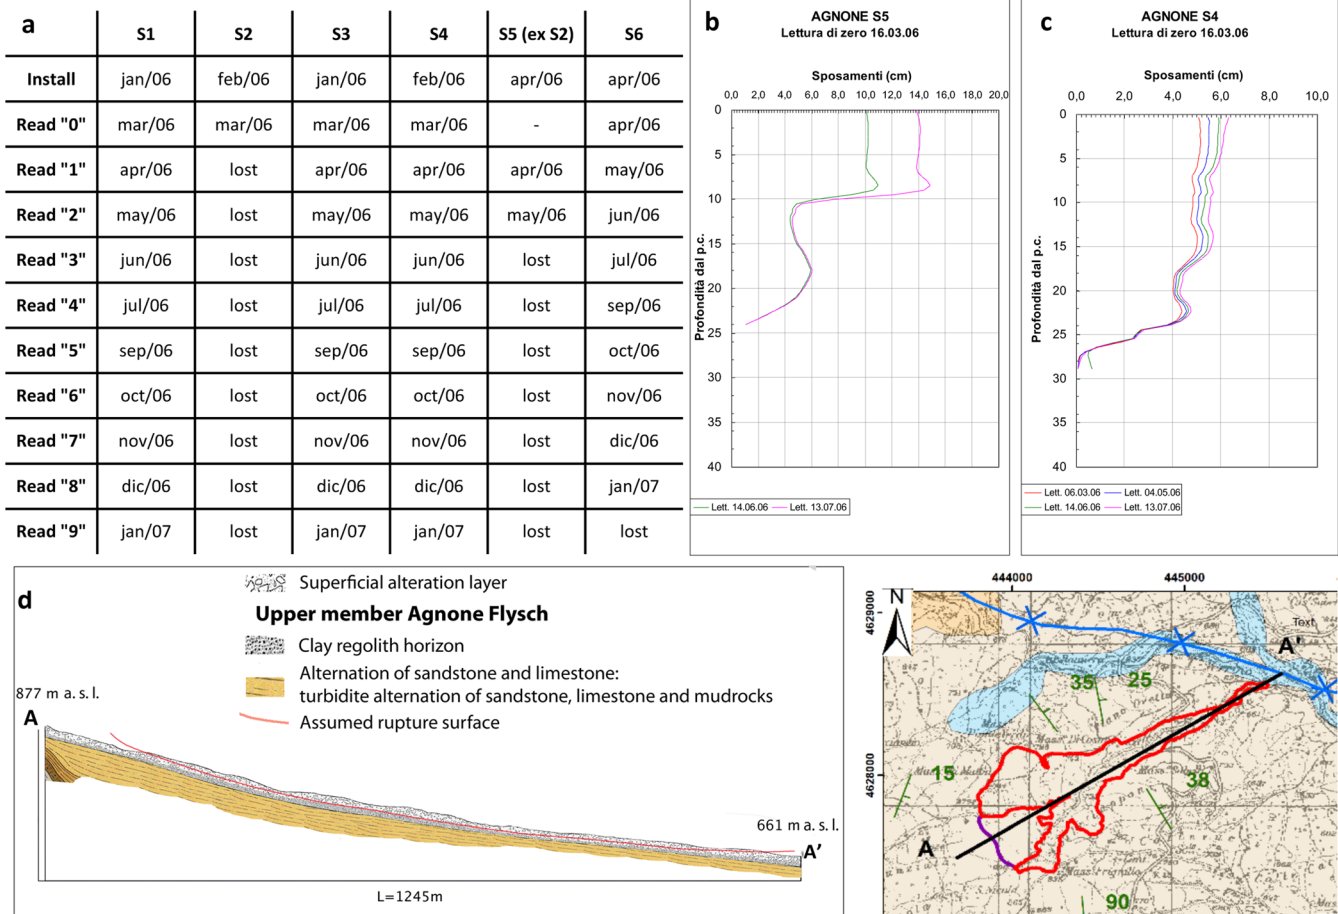 a
S1 S2 S3 S4 S5 (ex S2) S6
Install jan/06 feb/06 jan/06 feb/06 apr/06 apr/06
Read "0" mar/06 mar/06 mar/06 mar/06 - apr/06
Read "1" apr/06 lost apr/06 apr/06 apr/06 may/06
Read "2" may/06 lost may/06 may/06 may/06 jun/06
Read "3" jun/06 lost jun/06 jun/06 lost jul/06
Read "4" jul/06 lost jul/06 jul/06 lost sep/06
Read "5" sep/06 lost sep/06 sep/06 lost oct/06
Read "6" oct/06 lost oct/06 oct/06 lost nov/06
Read "7" nov/06 lost nov/06 nov/06 lost dic/06
Read "8" dic/06 lost dic/06 dic/06 lost jan/07
Read "9" jan/07 lost jan/07 jan/07 lost lost
b
AGNONE S5
Lettura di zero 16.03.06
Sposamenti (cm)
0,0 2,0 4,0 6,0 8,0 10,0 12,0 14,0 16,0 18,0 20,0
0
5
10
15
20
25
30
35
40
Profondità dal p.c.
Lett. 14.06.06 Lett. 13.07.06
c
AGNONE S4
Lettura di zero 16.03.06
Sposamenti (cm)
0,0 2,0 4,0 6,0 8,0 10,0
0
5
10
15
20
25
30
35
40
Profondità dal p.c.
Lett. 06.03.06 Lett. 04.05.06
Lett. 14.06.06 Lett. 13.07.06
d
Superficial alteration layer
Upper member Agnone Flysch
Clay regolith horizon
Alternation of sandstone and limestone:
turbidite alternation of sandstone, limestone and mudrocks
Assumed rupture surface
877 m a. s. l.
A
661 m a. s. l.
A'
L=1245m
444000 445000
N
4629000
Text
A'
35 25
4628000
15
38
A
90